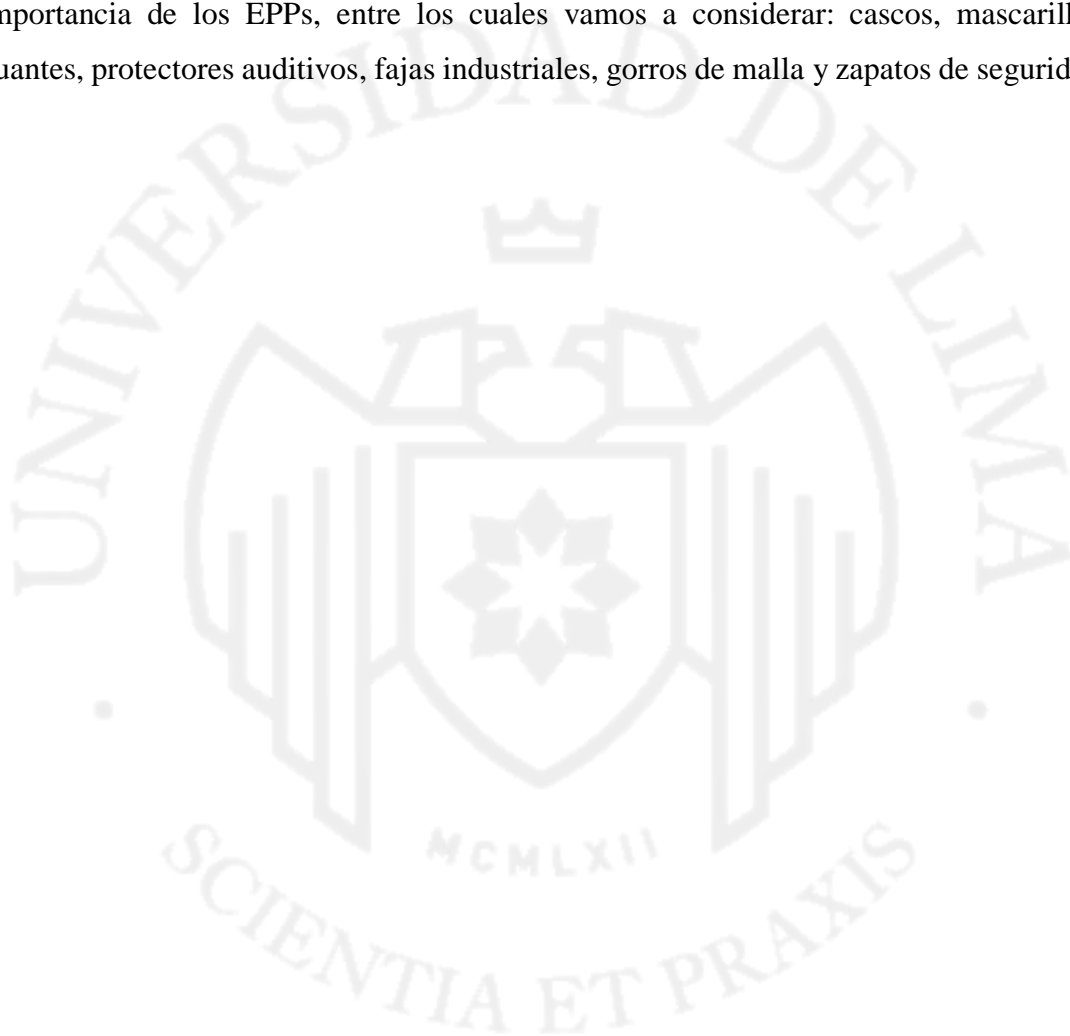 mportancia de los EPPs, entre los cuales vamos a considerar: cascos, mascarill
uantes, protectores auditivos, fajas industriales, gorros de malla y zapatos de segurid
UNIVERSIDAD DE LIMA
MCMLXII
SCIENTIA ET PRAXIS